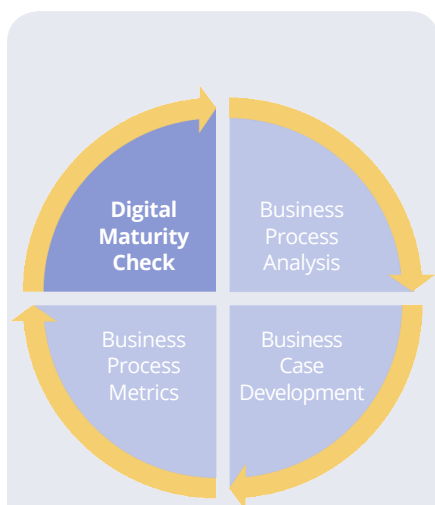 Digital
Maturity
Check
Business
Process
Analysis
Business
Process
Metrics
Business
Case
Development